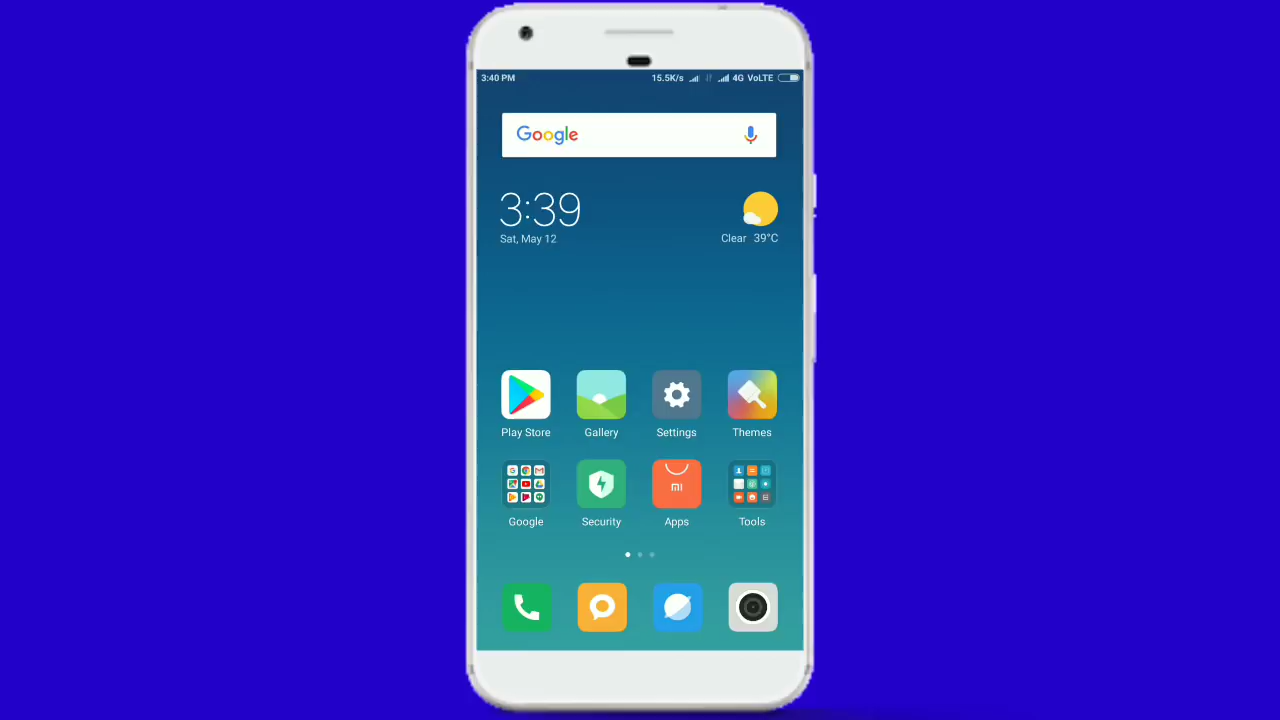 3:40 PM 15.5K/s 4G VoLTE
Google
3:39
Sat, May 12 Clear 39°C
Play Store Gallery Settings Themes
mi
Google Security Apps Tools